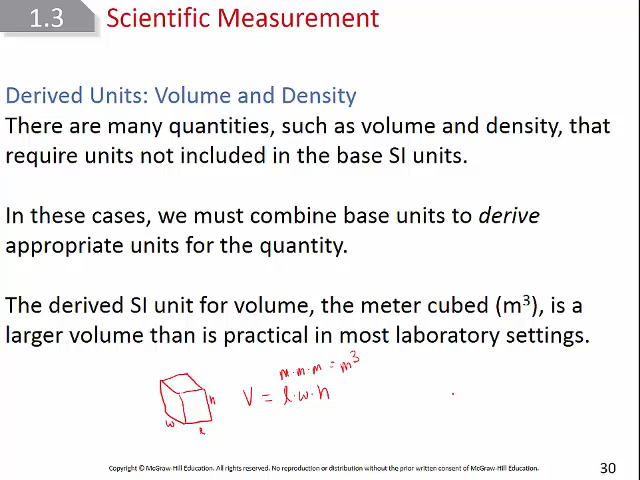 1.3 Scientific Measurement
Derived Units: Volume and Density
There are many quantities, such as volume and density, that
require units not included in the base SI units.
In these cases, we must combine base units to derive
appropriate units for the quantity.
The derived SI unit for volume, the meter cubed (m³), is a
larger volume than is practical in most laboratory settings.
m·m·m = m³
V = l·w·h
h
w
l
Copyright © McGraw-Hill Education. All rights reserved. No reproduction or distribution without the prior written consent of McGraw-Hill Education.
30